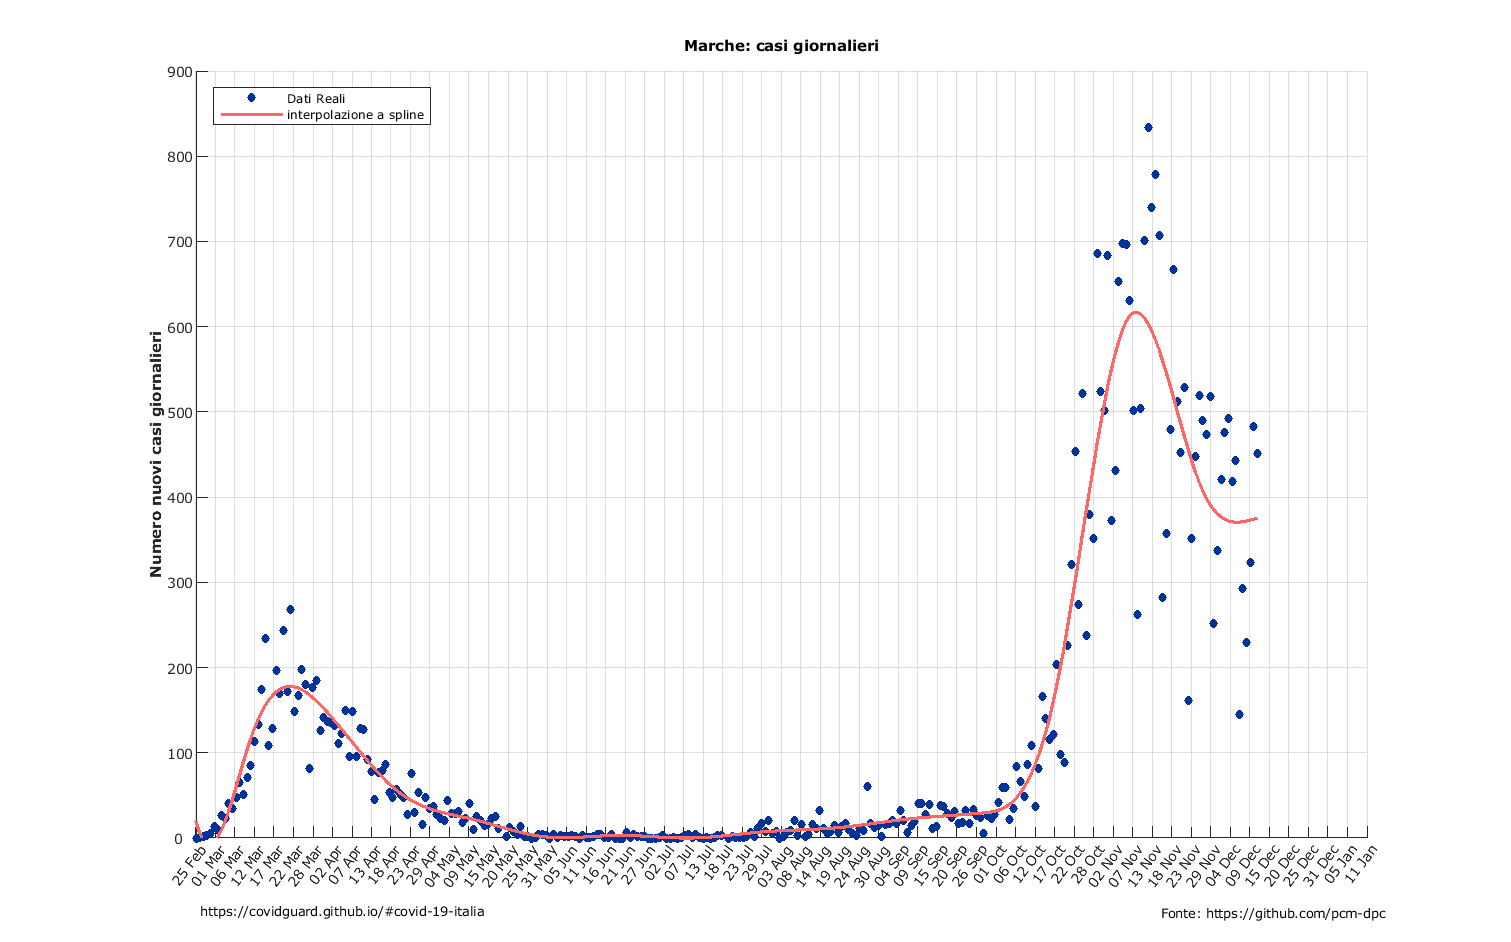 Marche: casi giornalieri
900
Dati Reali
interpolazione a spline
800
700
600
500
400
300
200
100
0
Numero nuovi casi giornalieri
25 Feb
01 Mar
06 Mar
12 Mar
17 Mar
22 Mar
28 Mar
02 Apr
07 Apr
13 Apr
18 Apr
23 Apr
29 Apr
04 May
09 May
15 May
20 May
25 May
31 May
05 Jun
11 Jun
16 Jun
21 Jun
27 Jun
02 Jul
07 Jul
13 Jul
18 Jul
23 Jul
29 Jul
03 Aug
08 Aug
14 Aug
19 Aug
24 Aug
30 Aug
04 Sep
09 Sep
15 Sep
20 Sep
26 Sep
01 Oct
06 Oct
12 Oct
17 Oct
22 Oct
28 Oct
02 Nov
07 Nov
13 Nov
18 Nov
23 Nov
29 Nov
04 Dec
09 Dec
15 Dec
20 Dec
25 Dec
31 Dec
05 Jan
11 Jan
https://covidguard.github.io/#covid-19-italia
Fonte: https://github.com/pcm-dpc